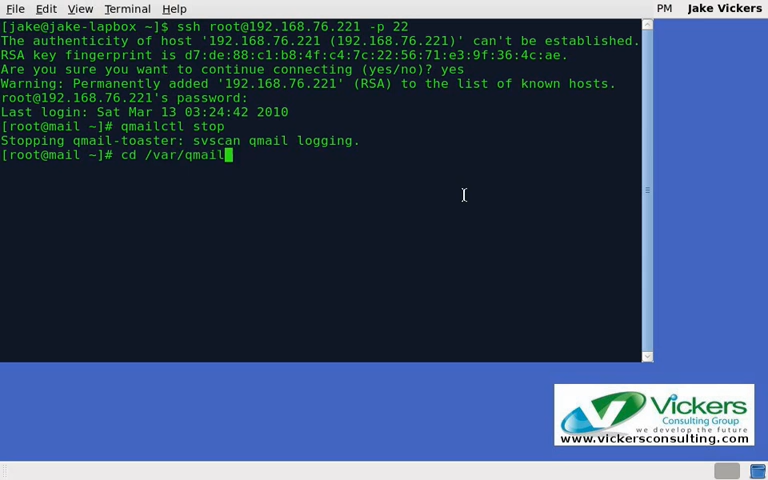 File Edit View Terminal Help PM Jake Vickers
[jake@jake-lapbox ~]$ ssh root@192.168.76.221 -p 22
The authenticity of host '192.168.76.221 (192.168.76.221)' can't be established.
RSA key fingerprint is d7:de:88:c1:b8:4f:c4:7c:22:56:71:e3:9f:36:4c:ae.
Are you sure you want to continue connecting (yes/no)? yes
Warning: Permanently added '192.168.76.221' (RSA) to the list of known hosts.
root@192.168.76.221's password:
Last login: Sat Mar 13 03:24:42 2010
[root@mail ~]# qmailctl stop
Stopping qmail-toaster: svscan qmail logging.
[root@mail ~]# cd /var/qmail
Vickers
Consulting Group
we develop the future
www.vickersconsulting.com